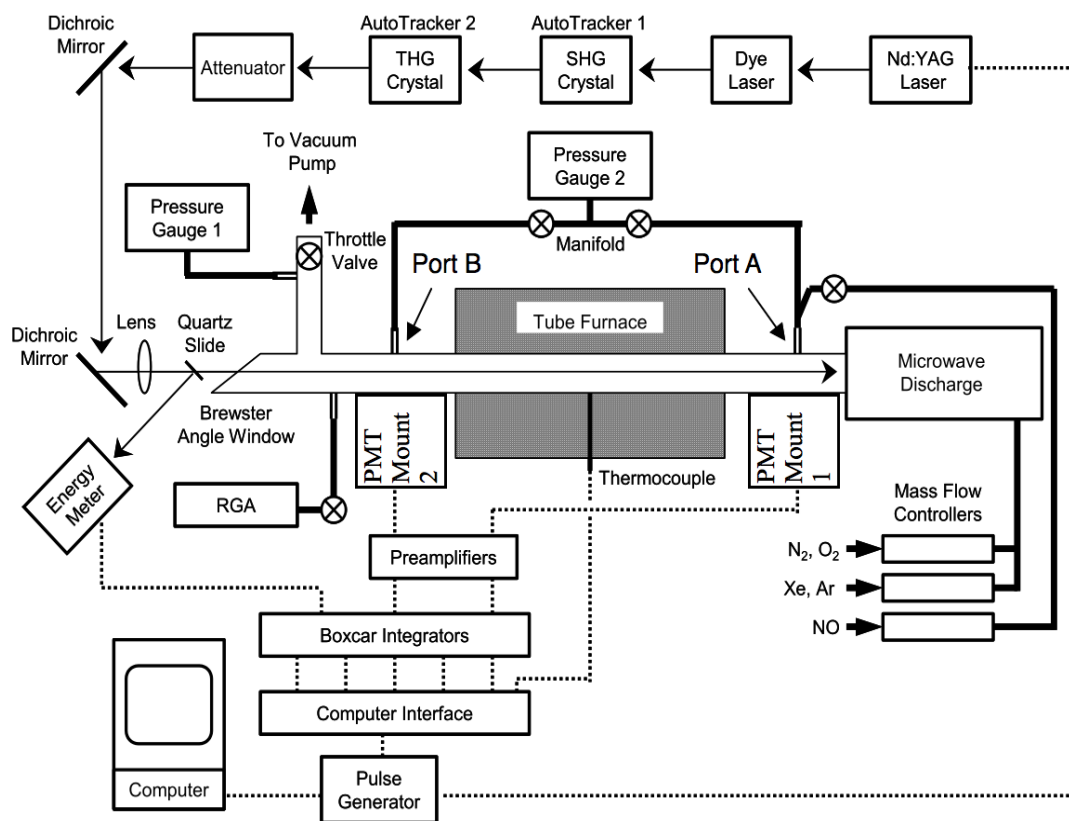 Dichroic
Mirror
AutoTracker 2
AutoTracker 1
Attenuator
THG
Crystal
SHG
Crystal
Dye
Laser
Nd:YAG
Laser
To Vacuum
Pump
Pressure
Gauge 2
Pressure
Gauge 1
Throttle
Valve
Manifold
Port B
Port A
Tube Furnace
Lens
Quartz
Slide
Dichroic
Mirror
Microwave
Discharge
Brewster
Angle Window
PMT
Mount
2
PMT
Mount
1
Thermocouple
Energy
Meter
RGA
Mass Flow
Controllers
N₂, O₂
Xe, Ar
NO
Preamplifiers
Boxcar Integrators
Computer Interface
Computer
Pulse
Generator